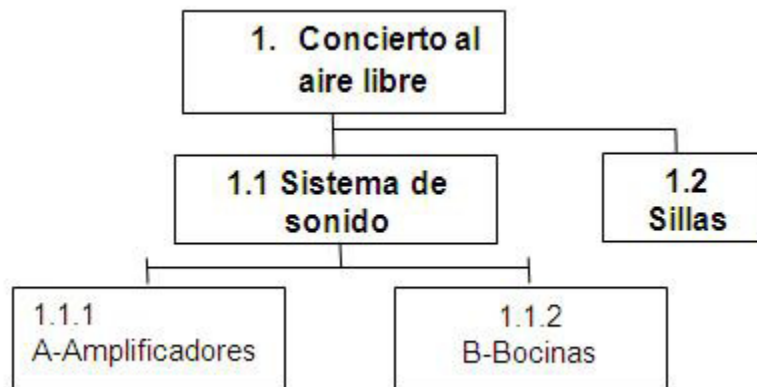 1. Concierto al
aire libre
1.1 Sistema de
sonido
1.2
Sillas
1.1.1
A-Amplificadores
1.1.2
B-Bocinas